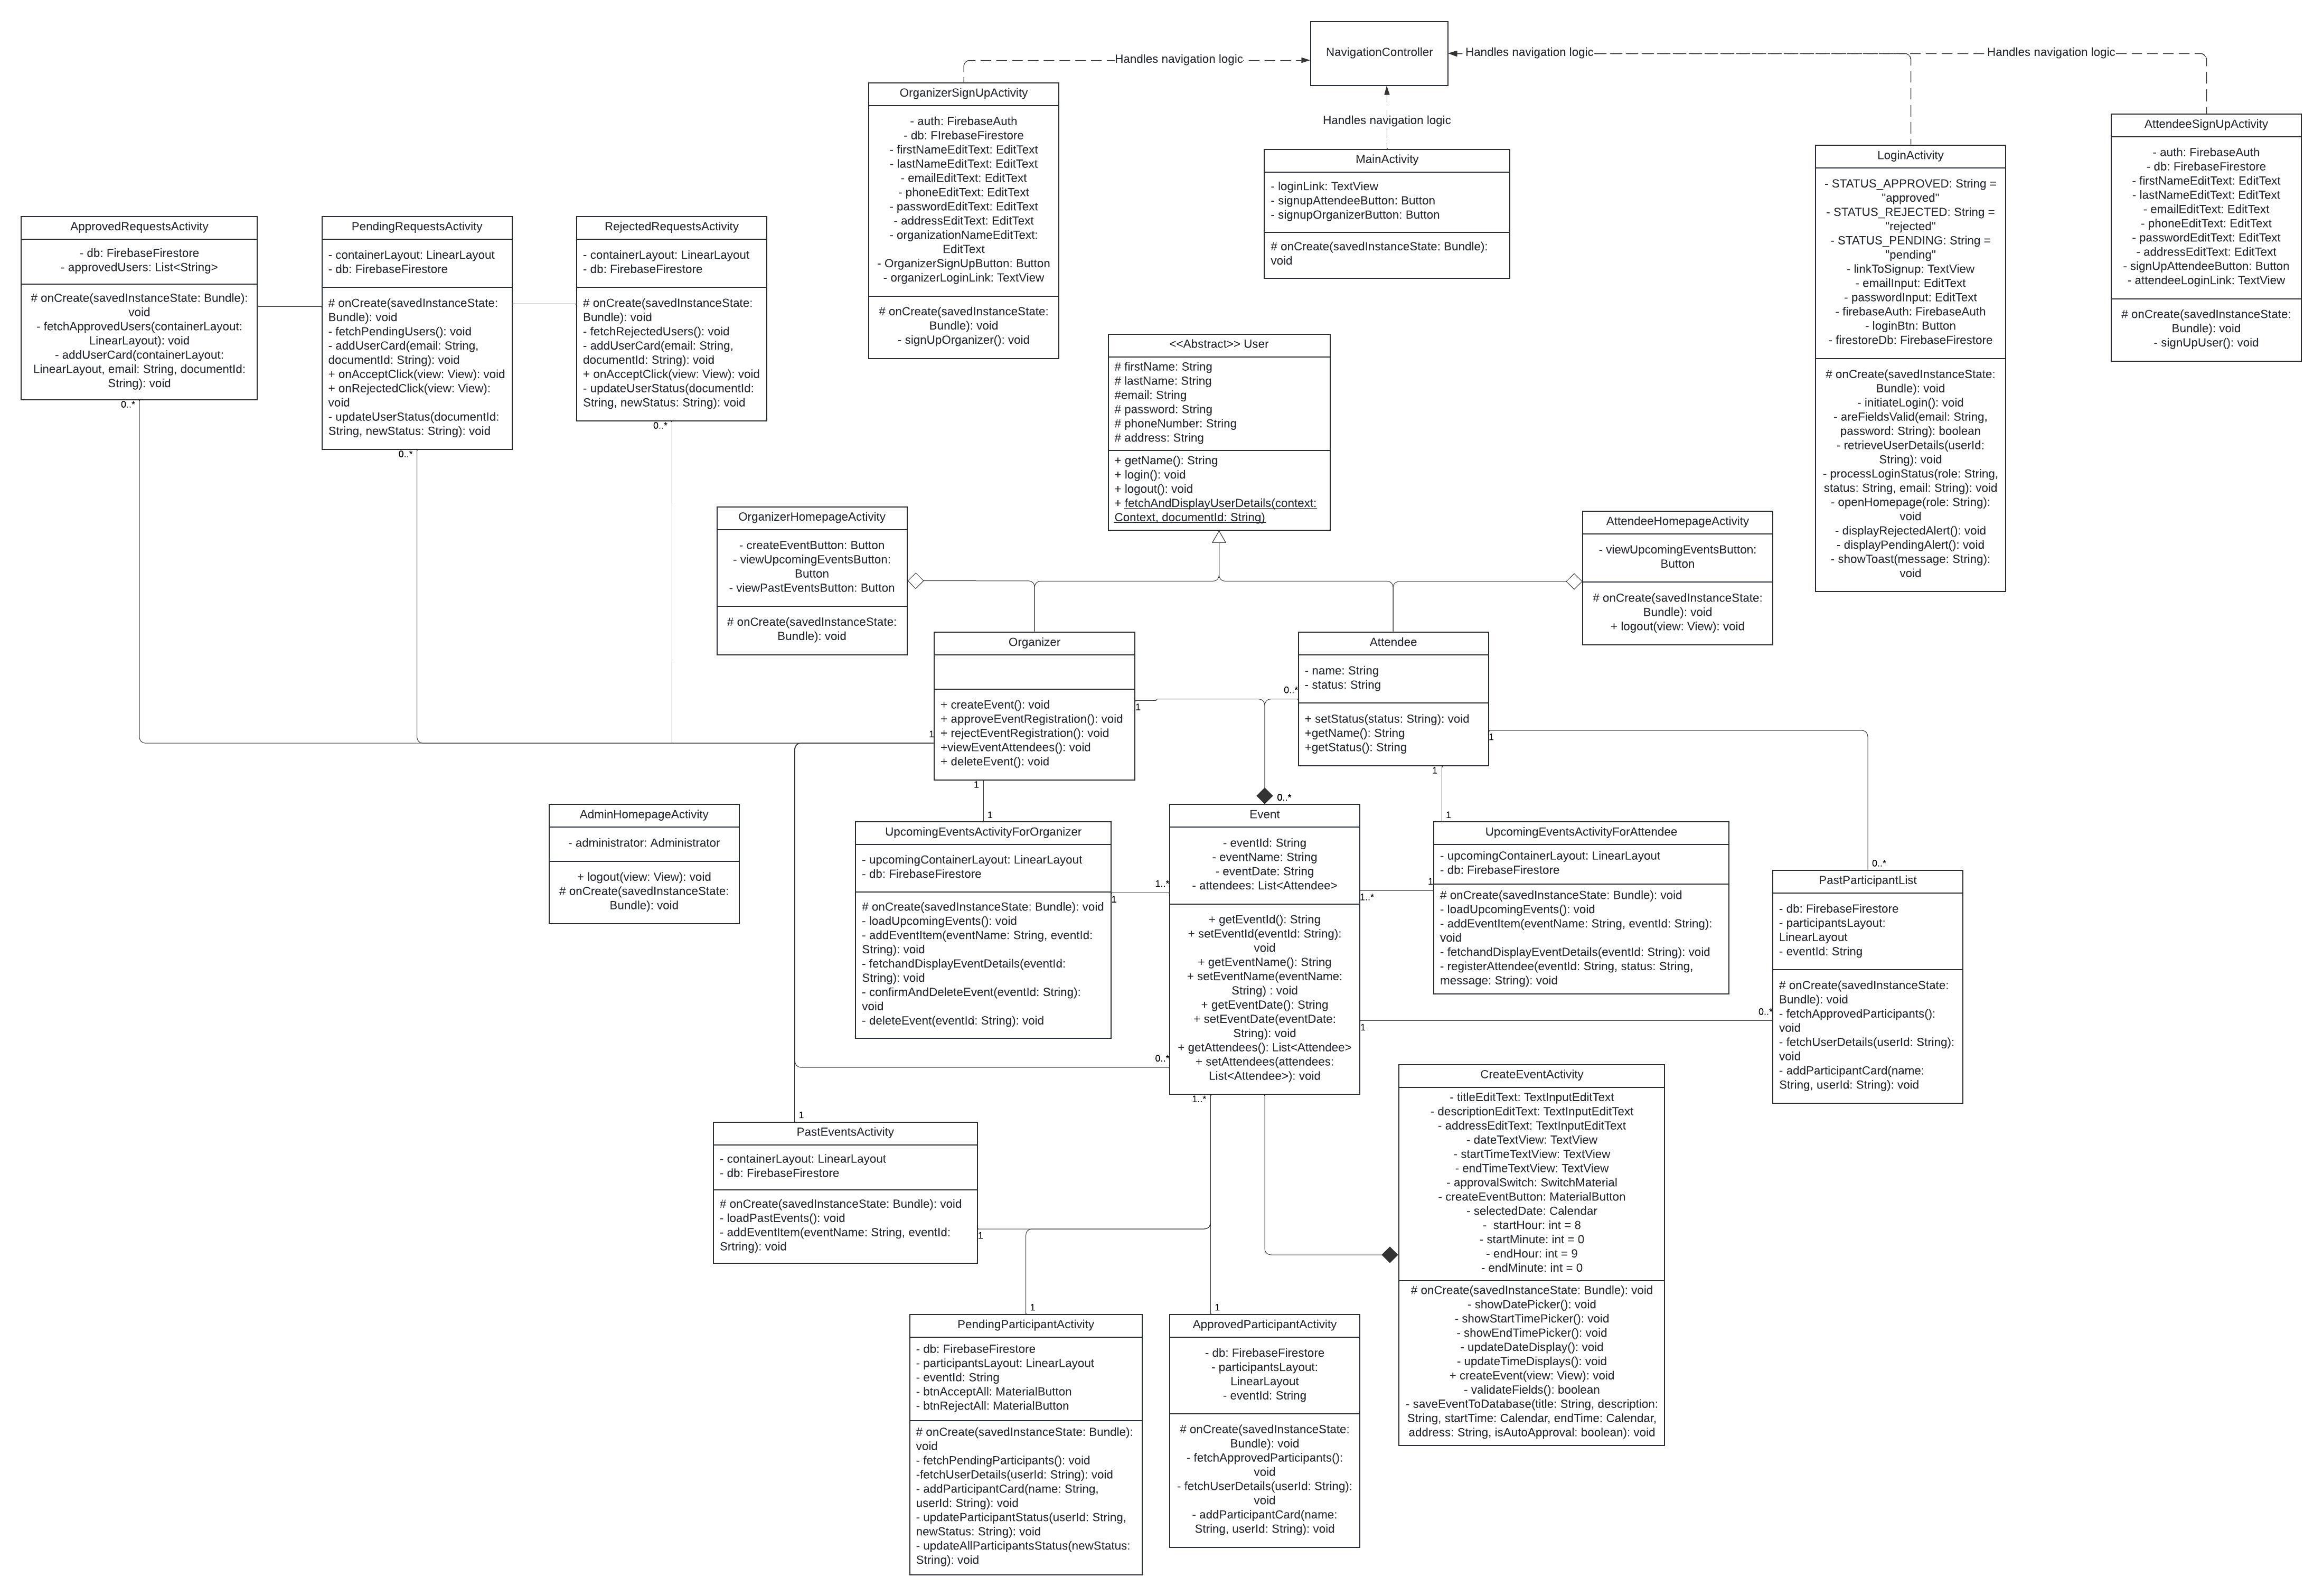 NavigationController
Handles navigation logic
Handles navigation logic
Handles navigation logic
Handles navigation logic
OrganizerSignUpActivity
- auth: FirebaseAuth
- db: FIrebaseFirestore
- firstNameEditText: EditText
- lastNameEditText: EditText
- emailEditText: EditText
- phoneEditText: EditText
- passwordEditText: EditText
- addressEditText: EditText
- organizationNameEditText:
EditText
- OrganizerSignUpButton: Button
- organizerLoginLink: TextView
# onCreate(savedInstanceState:
Bundle): void
- signUpOrganizer(): void
MainActivity
- loginLink: TextView
- signupAttendeeButton: Button
- signupOrganizerButton: Button
# onCreate(savedInstanceState: Bundle):
void
LoginActivity
- STATUS_APPROVED: String =
"approved"
- STATUS_REJECTED: String =
"rejected"
- STATUS_PENDING: String =
"pending"
- linkToSignup: TextView
- emailInput: EditText
- passwordInput: EditText
- firebaseAuth: FirebaseAuth
- loginBtn: Button
- firestoreDb: FirebaseFirestore
# onCreate(savedInstanceState:
Bundle): void
- initiateLogin(): void
- areFieldsValid(email: String,
password: String): boolean
- retrieveUserDetails(userId:
String): void
- processLoginStatus(role: String,
status: String, email: String): void
- openHomepage(role: String):
void
- displayRejectedAlert(): void
- displayPendingAlert(): void
- showToast(message: String):
void
AttendeeSignUpActivity
- auth: FirebaseAuth
- db: FirebaseFirestore
- firstNameEditText: EditText
- lastNameEditText: EditText
- emailEditText: EditText
- phoneEditText: EditText
- passwordEditText: EditText
- addressEditText: EditText
- signUpAttendeeButton: Button
- attendeeLoginLink: TextView
# onCreate(savedInstanceState:
Bundle): void
- signUpUser(): void
ApprovedRequestsActivity
- db: FirebaseFirestore
- approvedUsers: List<String>
# onCreate(savedInstanceState: Bundle):
void
- fetchApprovedUsers(containerLayout:
LinearLayout): void
- addUserCard(containerLayout:
LinearLayout, email: String, documentId:
String): void
0..*
PendingRequestsActivity
- containerLayout: LinearLayout
- db: FirebaseFirestore
# onCreate(savedInstanceState:
Bundle): void
- fetchPendingUsers(): void
- addUserCard(email: String,
documentId: String): void
+ onAcceptClick(view: View): void
+ onRejectedClick(view: View):
void
- updateUserStatus(documentId:
String, newStatus: String): void
0..*
RejectedRequestsActivity
- containerLayout: LinearLayout
- db: FirebaseFirestore
# onCreate(savedInstanceState:
Bundle): void
- fetchRejectedUsers(): void
- addUserCard(email: String,
documentId: String): void
+ onAcceptClick(view: View): void
- updateUserStatus(documentId:
String, newStatus: String): void
0..*
<<Abstract>> User
# firstName: String
# lastName: String
#email: String
# password: String
# phoneNumber: String
# address: String
+ getName(): String
+ login(): void
+ logout(): void
+ fetchAndDisplayUserDetails(context:
Context, documentId: String)
OrganizerHomepageActivity
- createEventButton: Button
- viewUpcomingEventsButton:
Button
- viewPastEventsButton: Button
# onCreate(savedInstanceState:
Bundle): void
AttendeeHomepageActivity
- viewUpcomingEventsButton:
Button
# onCreate(savedInstanceState:
Bundle): void
+ logout(view: View): void
Organizer
+ createEvent(): void
+ approveEventRegistration(): void
+ rejectEventRegistration(): void
+viewEventAttendees(): void
+ deleteEvent(): void
1
1
1
Attendee
- name: String
- status: String
+ setStatus(status: String): void
+getName(): String
+getStatus(): String
0..*
1
1
AdminHomepageActivity
- administrator: Administrator
+ logout(view: View): void
# onCreate(savedInstanceState:
Bundle): void
1
UpcomingEventsActivityForOrganizer
- upcomingContainerLayout: LinearLayout
- db: FirebaseFirestore
# onCreate(savedInstanceState: Bundle): void
- loadUpcomingEvents(): void
- addEventItem(eventName: String, eventId:
String): void
- fetchandDisplayEventDetails(eventId:
String): void
- confirmAndDeleteEvent(eventId: String):
void
- deleteEvent(eventId: String): void
1
1..*
0..*
0..*
Event
- eventId: String
- eventName: String
- eventDate: String
- attendees: List<Attendee>
+ getEventId(): String
+ setEventId(eventId: String):
void
+ getEventName(): String
+ setEventName(eventName:
String) : void
+ getEventDate(): String
+ setEventDate(eventDate:
String): void
+ getAttendees(): List<Attendee>
+ setAttendees(attendees:
List<Attendee>): void
1..*
1..*
1
1
1
UpcomingEventsActivityForAttendee
- upcomingContainerLayout: LinearLayout
- db: FirebaseFirestore
# onCreate(savedInstanceState: Bundle): void
- loadUpcomingEvents(): void
- addEventItem(eventName: String, eventId: String):
void
- fetchandDisplayEventDetails(eventId: String): void
- registerAttendee(eventId: String, status: String,
message: String): void
0..*
0..*
PastParticipantList
- db: FirebaseFirestore
- participantsLayout:
LinearLayout
- eventId: String
# onCreate(savedInstanceState:
Bundle): void
- fetchApprovedParticipants():
void
- fetchUserDetails(userId: String):
void
- addParticipantCard(name:
String, userId: String): void
1
PastEventsActivity
- containerLayout: LinearLayout
- db: FirebaseFirestore
# onCreate(savedInstanceState: Bundle): void
- loadPastEvents(): void
- addEventItem(eventName: String, eventId:
Srtring): void
1
CreateEventActivity
- titleEditText: TextInputEditText
- descriptionEditText: TextInputEditText
- addressEditText: TextInputEditText
- dateTextView: TextView
- startTimeTextView: TextView
- endTimeTextView: TextView
- approvalSwitch: SwitchMaterial
- createEventButton: MaterialButton
- selectedDate: Calendar
- startHour: int = 8
- startMinute: int = 0
- endHour: int = 9
- endMinute: int = 0
# onCreate(savedInstanceState: Bundle): void
- showDatePicker(): void
- showStartTimePicker(): void
- showEndTimePicker(): void
- updateDateDisplay(): void
- updateTimeDisplays(): void
+ createEvent(view: View): void
- validateFields(): boolean
- saveEventToDatabase(title: String, description:
String, startTime: Calendar, endTime: Calendar,
address: String, isAutoApproval: boolean): void
1
PendingParticipantActivity
- db: FirebaseFirestore
- participantsLayout: LinearLayout
- eventId: String
- btnAcceptAll: MaterialButton
- btnRejectAll: MaterialButton
# onCreate(savedInstanceState: Bundle):
void
- fetchPendingParticipants(): void
-fetchUserDetails(userId: String): void
- addParticipantCard(name: String,
userId: String): void
- updateParticipantStatus(userId: String,
newStatus: String): void
- updateAllParticipantsStatus(newStatus:
String): void
1
ApprovedParticipantActivity
- db: FirebaseFirestore
- participantsLayout:
LinearLayout
- eventId: String
# onCreate(savedInstanceState:
Bundle): void
- fetchApprovedParticipants():
void
- fetchUserDetails(userId: String):
void
- addParticipantCard(name:
String, userId: String): void